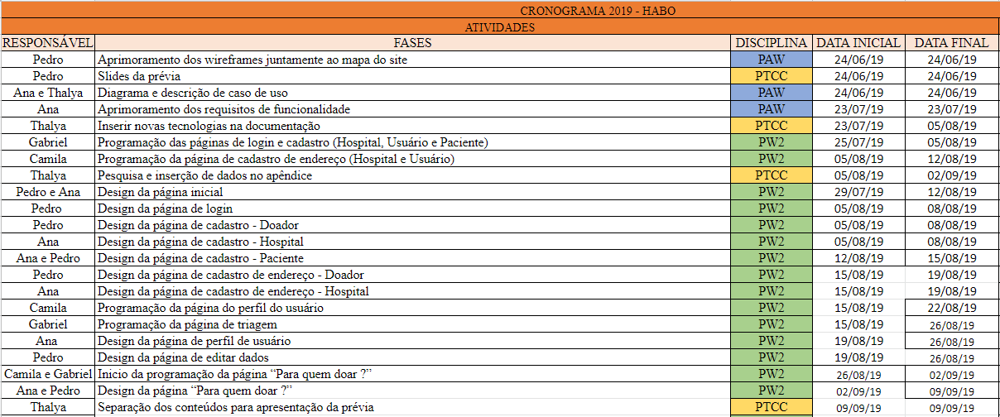 CRONOGRAMA 2019 - HABO
ATIVIDADES
RESPONSÁVEL FASES DISCIPLINA DATA INICIAL DATA FINAL
Pedro Aprimoramento dos wireframes juntamente ao mapa do site PAW 24/06/19 24/06/19
Pedro Slides da prévia PTCC 24/06/19 24/06/19
Ana e Thalya Diagrama e descrição de caso de uso PAW 24/06/19 24/06/19
Ana Aprimoramento dos requisitos de funcionalidade PAW 23/07/19 23/07/19
Thalya Inserir novas tecnologias na documentação PTCC 23/07/19 05/08/19
Gabriel Programação das páginas de login e cadastro (Hospital, Usuário e Paciente) PW2 25/07/19 05/08/19
Camila Programação da página de cadastro de endereço (Hospital e Usuário) PW2 05/08/19 12/08/19
Thalya Pesquisa e inserção de dados no apêndice PTCC 05/08/19 02/09/19
Pedro e Ana Design da página inicial PW2 29/07/19 12/08/19
Pedro Design da página de login PW2 05/08/19 08/08/19
Pedro Design da página de cadastro - Doador PW2 05/08/19 08/08/19
Ana Design da página de cadastro - Hospital PW2 05/08/19 08/08/19
Ana e Pedro Design da página de cadastro - Paciente PW2 12/08/19 15/08/19
Pedro Design da página de cadastro de endereço - Doador PW2 15/08/19 19/08/19
Ana Design da página de cadastro de endereço - Hospital PW2 15/08/19 19/08/19
Camila Programação da página do perfil do usuário PW2 15/08/19 22/08/19
Gabriel Programação da página de triagem PW2 15/08/19 26/08/19
Ana Design da página de perfil de usuário PW2 19/08/19 26/08/19
Pedro Design da página de editar dados PW2 19/08/19 26/08/19
Camila e Gabriel Inicio da programação da página “Para quem doar ?” PW2 26/08/19 02/09/19
Ana e Pedro Design da página “Para quem doar ?” PW2 02/09/19 09/09/19
Thalya Separação dos conteúdos para apresentação da prévia PTCC 09/09/19 09/09/19